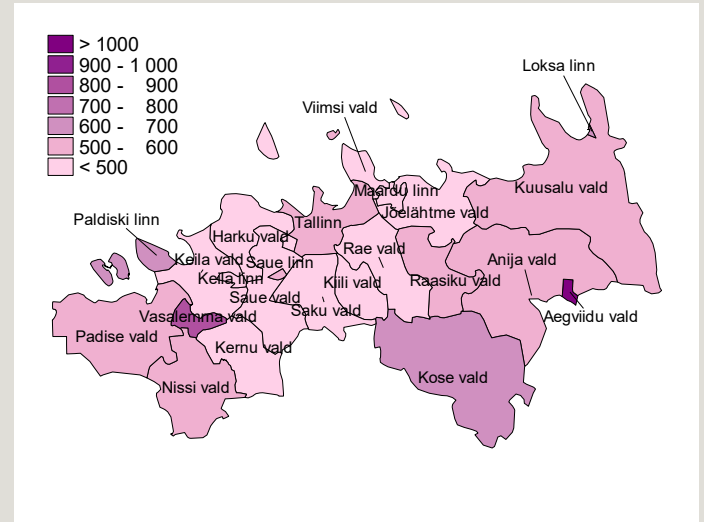 > 1000
900 - 1 000
800 - 900
700 - 800
600 - 700
500 - 600
< 500
Loksa linn
Viimsi vald
Maardu linn
Kuusalu vald
Jõelähtme vald
Paldiski linn
Tallinn
Harku vald
Rae vald
Keila vald
Saue linn
Anija vald
Keila linn
Kiili vald
Raasiku vald
Saue vald
Saku vald
Vasalemma vald
Aegviidu vald
Padise vald
Kernu vald
Kose vald
Nissi vald